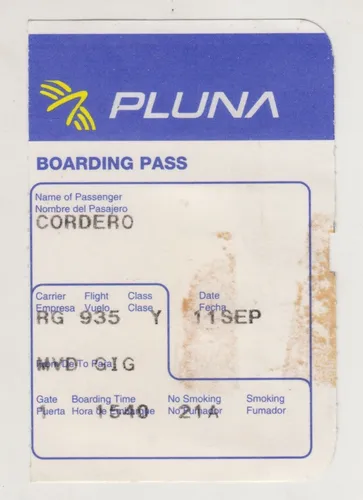 PLUNA
BOARDING PASS
Name of Passenger
Nombre del Pasajero
CORDERO
Carrier Flight Class Date
Empresa Vuelo Clase Fecha
RG 935 Y 11SEP
MVD GIG
To
Gate Boarding Time No Smoking Smoking
Puerta Hora de Embarque No Fumador Fumador
1 1540 21A